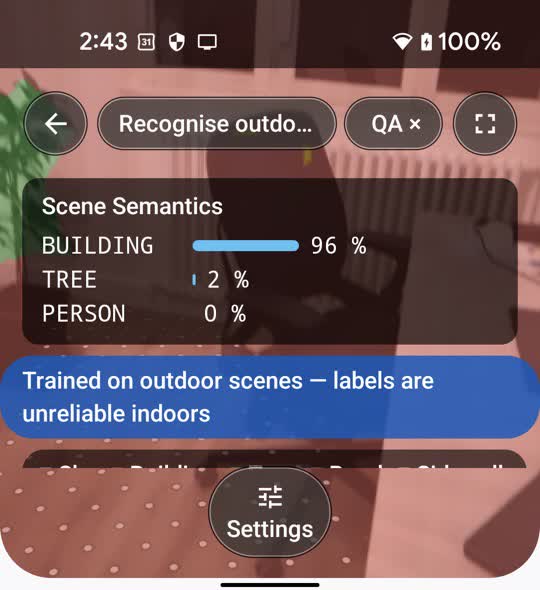 2:43 31 100%
Recognise outdo... QA ×
Scene Semantics
BUILDING 96 %
TREE 2 %
PERSON 0 %
Trained on outdoor scenes — labels are
unreliable indoors
Settings